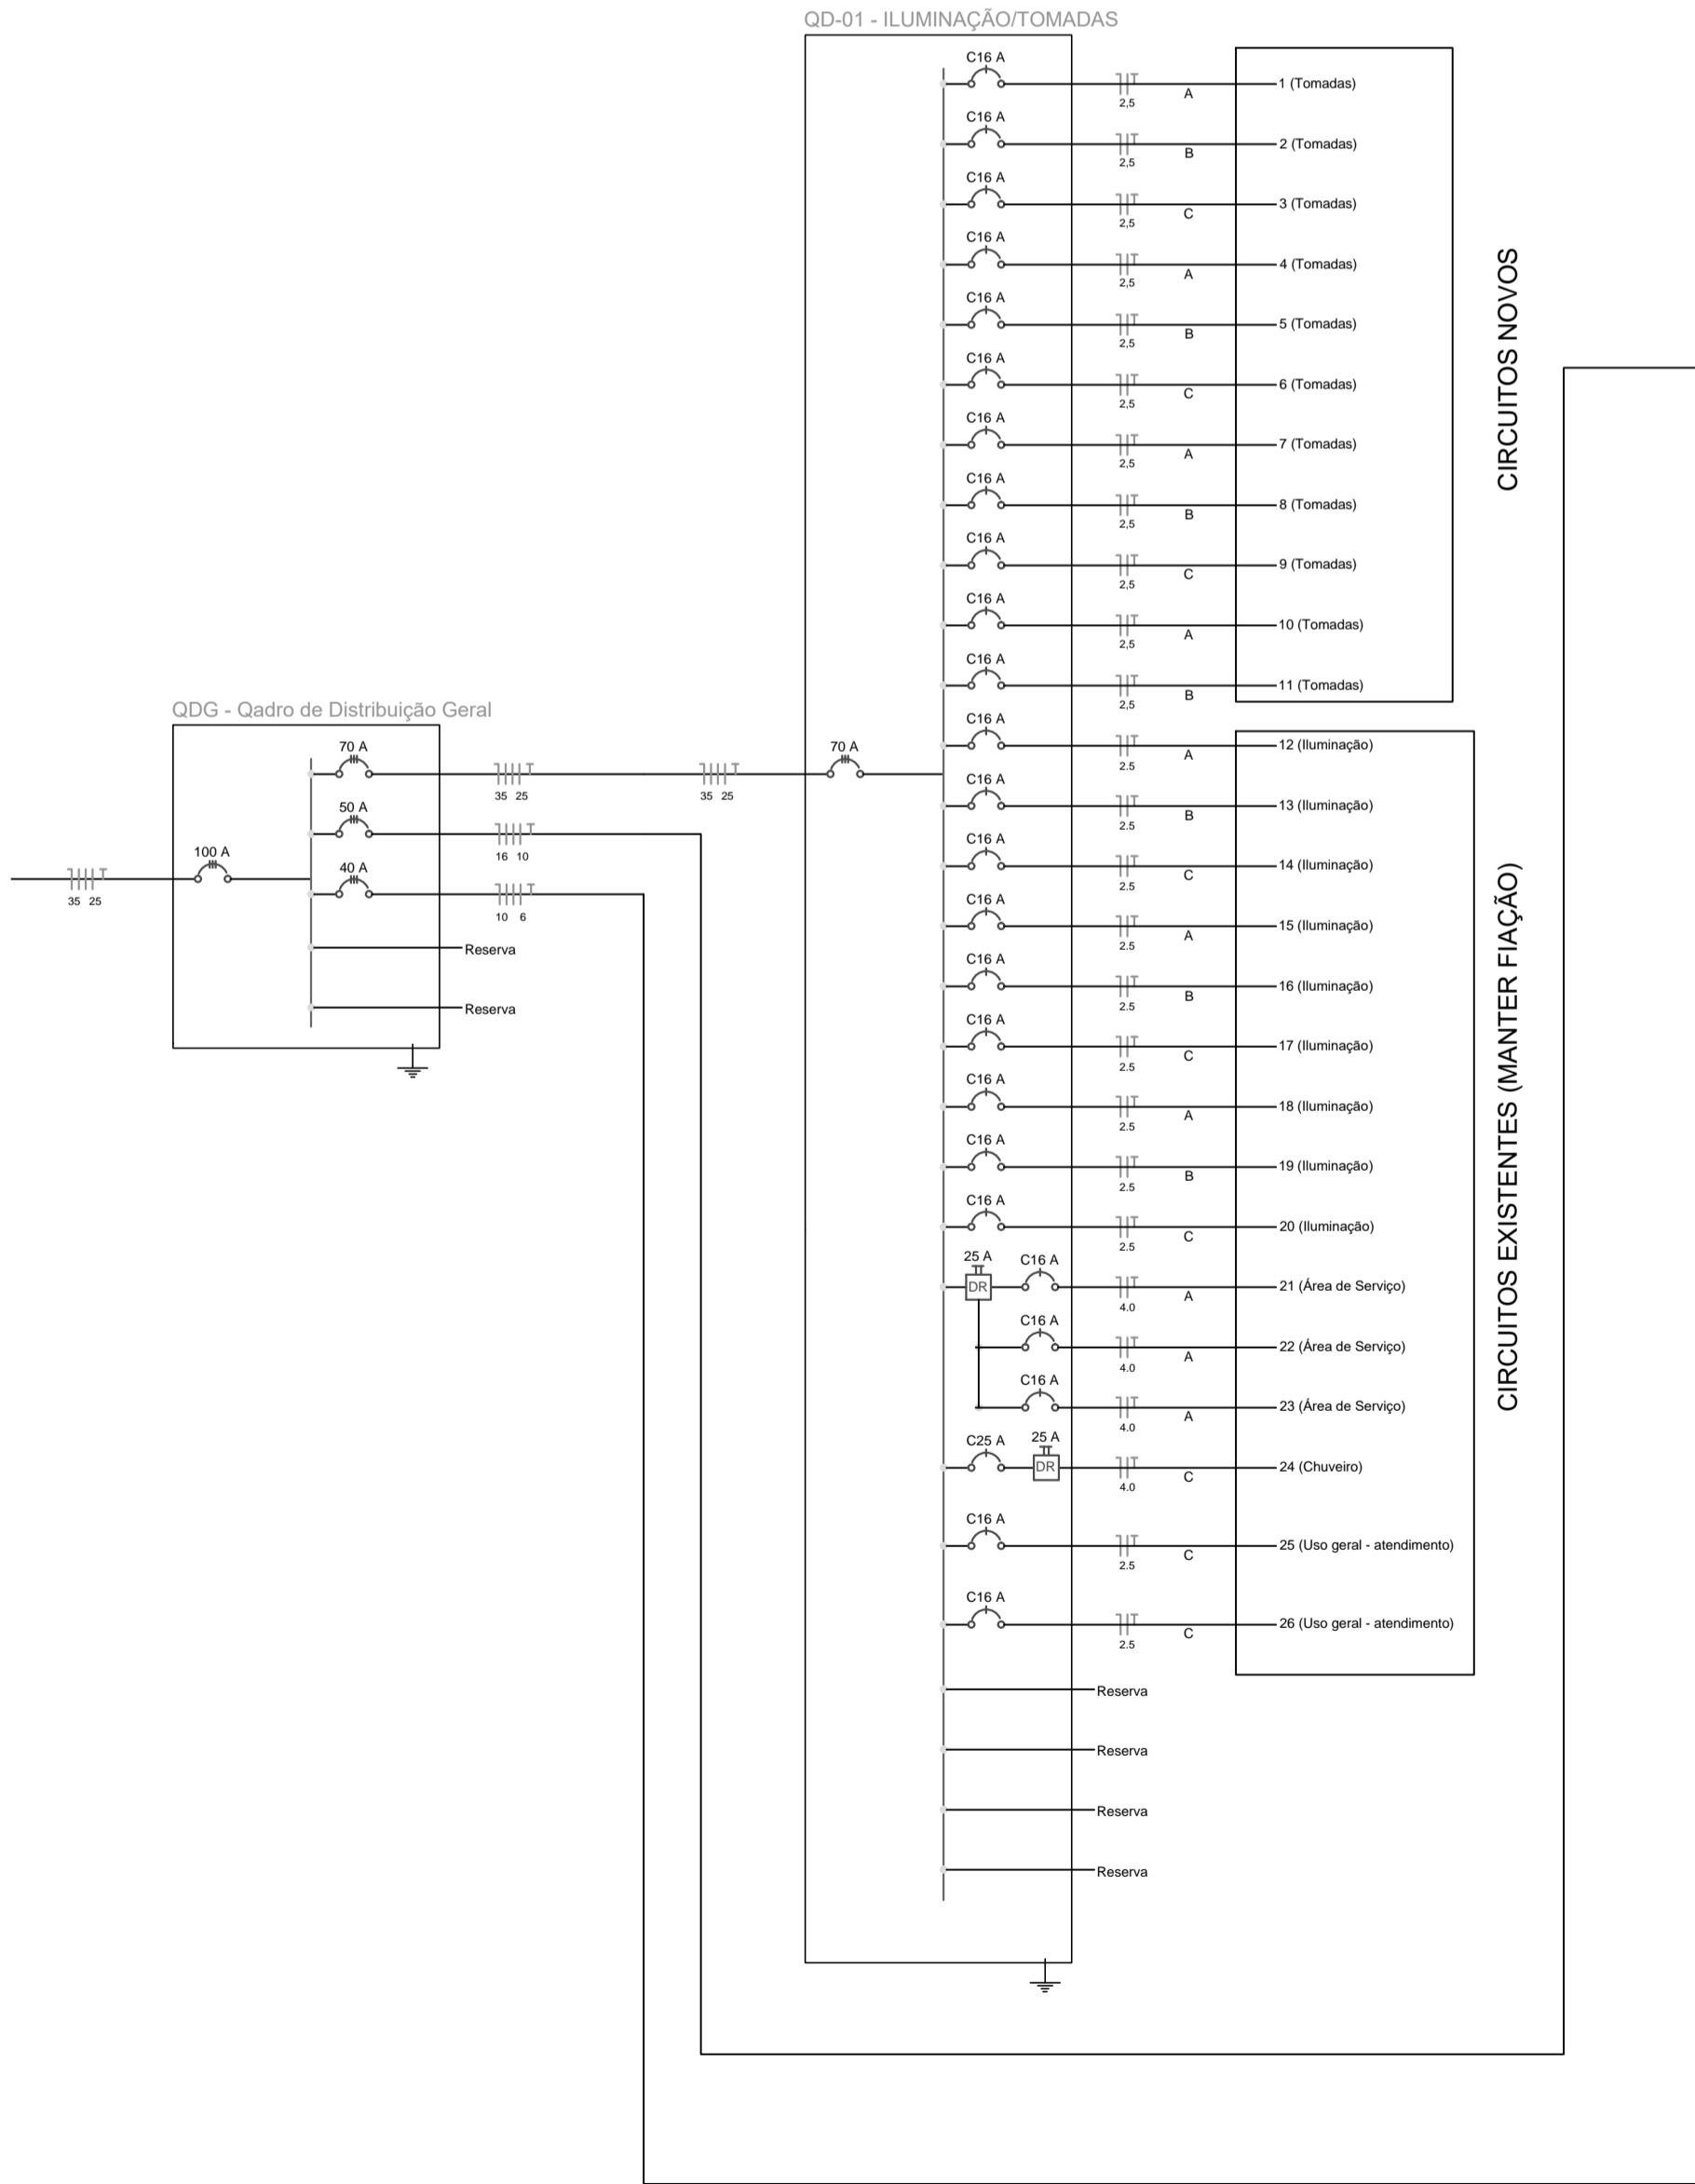 QD-01 - ILUMINAÇÃO/TOMADAS
C16 A
2,5
A
1 (Tomadas)
C16 A
2,5
B
2 (Tomadas)
C16 A
2,5
C
3 (Tomadas)
C16 A
2,5
A
4 (Tomadas)
C16 A
2,5
B
5 (Tomadas)
C16 A
2,5
C
6 (Tomadas)
C16 A
2,5
A
7 (Tomadas)
C16 A
2,5
B
8 (Tomadas)
C16 A
2,5
C
9 (Tomadas)
C16 A
2,5
A
10 (Tomadas)
C16 A
2,5
B
11 (Tomadas)
CIRCUITOS NOVOS
QDG - Qadro de Distribuição Geral
100 A
35 25
70 A
35 25
35 25
70 A
50 A
16 10
40 A
10 6
Reserva
Reserva
C16 A
2.5
A
12 (Iluminação)
C16 A
2.5
B
13 (Iluminação)
C16 A
2.5
C
14 (Iluminação)
C16 A
2.5
A
15 (Iluminação)
C16 A
2.5
B
16 (Iluminação)
C16 A
2.5
C
17 (Iluminação)
C16 A
2.5
A
18 (Iluminação)
C16 A
2.5
B
19 (Iluminação)
C16 A
2.5
C
20 (Iluminação)
25 A
DR
C16 A
4.0
A
21 (Área de Serviço)
C16 A
4.0
A
22 (Área de Serviço)
C16 A
4.0
A
23 (Área de Serviço)
C25 A
25 A
DR
4.0
C
24 (Chuveiro)
C16 A
2.5
C
25 (Uso geral - atendimento)
C16 A
2.5
C
26 (Uso geral - atendimento)
CIRCUITOS EXISTENTES (MANTER FIAÇÃO)
Reserva
Reserva
Reserva
Reserva